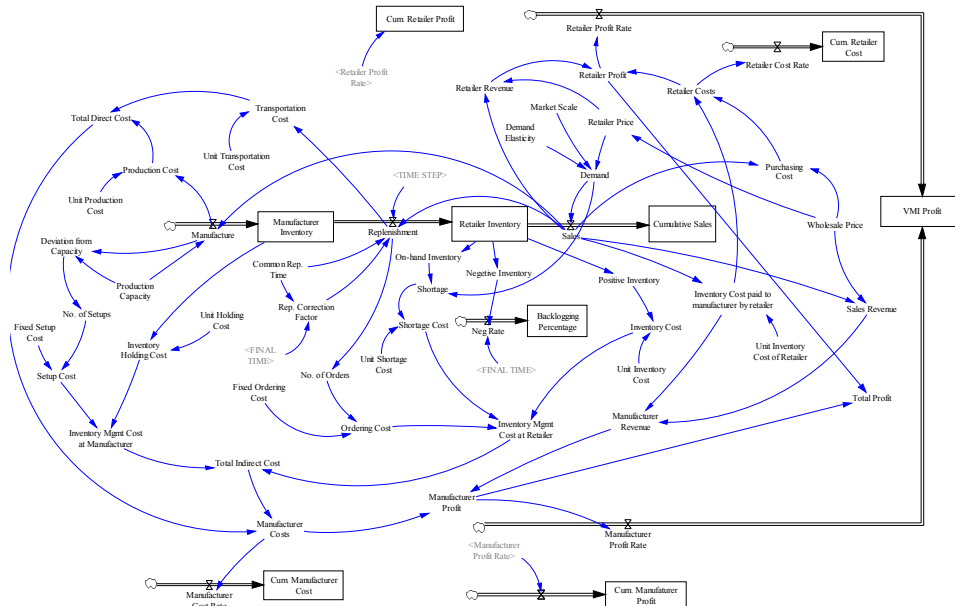 Cum. Retailer Profit
Retailer Profit Rate
Cum. Retailer
Cost
Retailer Cost Rate
<Retailer Profit
Rate>
Retailer Revenue
Retailer Profit
Retailer Costs
Market Scale
Retailer Price
Demand
Elasticity
Transportation
Cost
Total Direct Cost
Unit Transportation Cost
Production Cost
Unit Production
Cost
<TIME STEP>
Demand
Purchasing
Cost
Manufacturer
Inventory
Retailer Inventory
Cumulative Sales
VMI Profit
Manufacture
Replenishment
Sales
Wholesale Price
Deviation from
Capacity
Production
Capacity
Common Rep.
Time
Rep. Correction
Factor
On-hand Inventory
Shortage
Negetive Inventory
Positive Inventory
Inventory Cost paid to
manufacturer by retailer
Sales Revenue
No. of Setups
Unit Holding Cost
Fixed Setup
Cost
Inventory
Holding Cost
Shortage Cost
Neg Rate
Backlogging
Percentage
Inventory Cost
Unit Inventory
Cost of Retailer
<FINAL
TIME>
Unit Shortage
Cost
<FINAL TIME>
Unit Inventory
Cost
Setup Cost
No. of Orders
Fixed Ordering
Cost
Total Profit
Inventory Mgmt Cost
at Manufacturer
Ordering Cost
Inventory Mgmt
Cost at Retailer
Manufacturer
Revenue
Total Indirect Cost
Manufacturer
Profit
Manufacturer
Costs
Manufacturer
Profit Rate
<Manufacturer
Profit Rate>
Cum. Manufacturer
Cost
Manufacturer
Cost Rate
Cum. Manufaturer
Profit